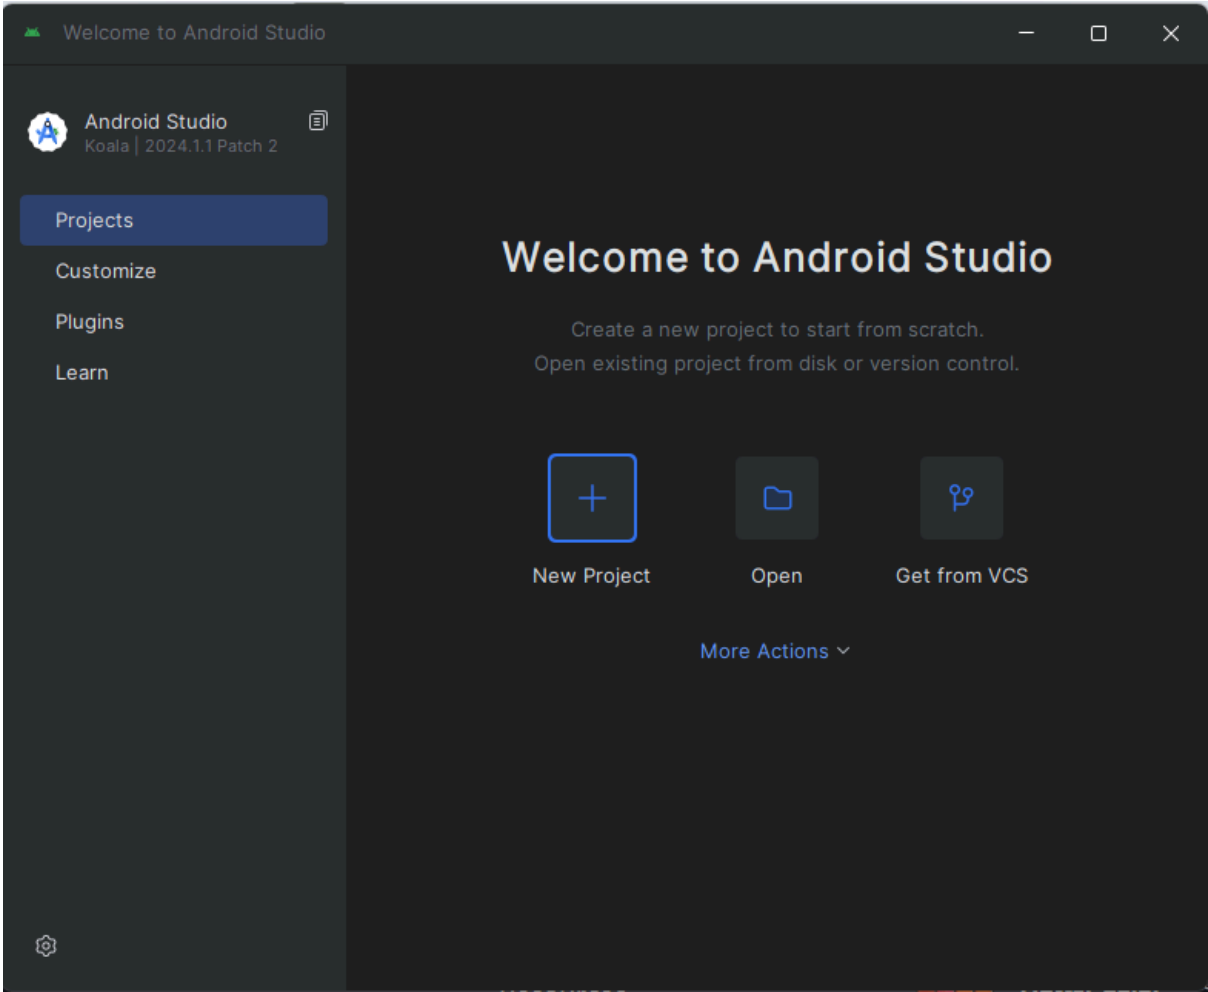 Welcome to Android Studio
Android Studio
Koala | 2024.1.1 Patch 2
Projects
Customize
Plugins
Learn
Welcome to Android Studio
Create a new project to start from scratch.
Open existing project from disk or version control.
New Project
Open
Get from VCS
More Actions